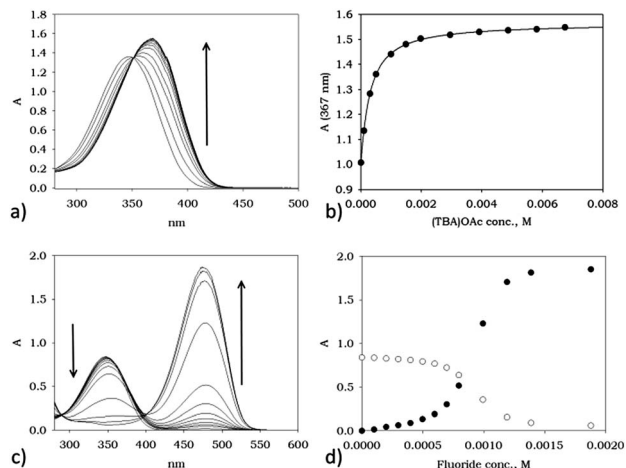 1.8
1.6
1.4
1.2
1.0
0.8
0.6
0.4
0.2
0.0
A
300 350 400 450 500
nm
a)
1.6
1.5
1.4
1.3
1.2
1.1
1.0
0.9
A (367 nm)
0.000 0.002 0.004 0.006 0.008
(TBA)OAc conc., M
b)
2.0
1.5
1.0
0.5
0.0
A
300 350 400 450 500 550 600
nm
c)
2.0
1.5
1.0
0.5
0.0
A
0.0000 0.0005 0.0010 0.0015 0.0020
Fluoride conc., M
d)